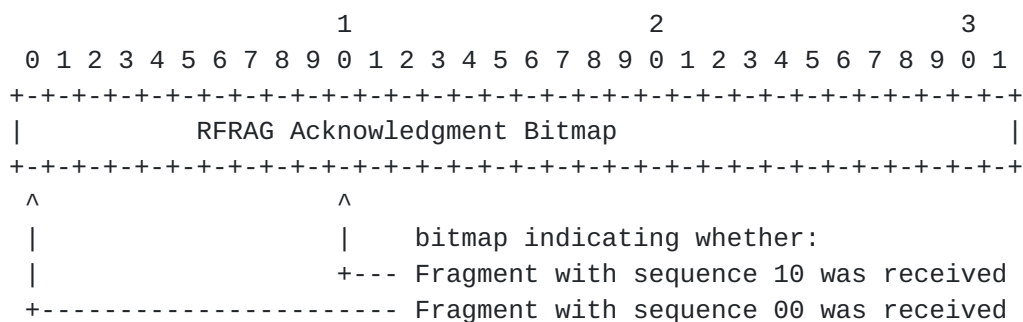 1                   2                   3
 0 1 2 3 4 5 6 7 8 9 0 1 2 3 4 5 6 7 8 9 0 1 2 3 4 5 6 7 8 9 0 1
+-+-+-+-+-+-+-+-+-+-+-+-+-+-+-+-+-+-+-+-+-+-+-+-+-+-+-+-+-+-+-+-+
|           RFRAG Acknowledgment Bitmap                         |
+-+-+-+-+-+-+-+-+-+-+-+-+-+-+-+-+-+-+-+-+-+-+-+-+-+-+-+-+-+-+-+-+
 ^                   ^
 |                   |    bitmap indicating whether:
 |                   +--- Fragment with sequence 10 was received
 +----------------------- Fragment with sequence 00 was received